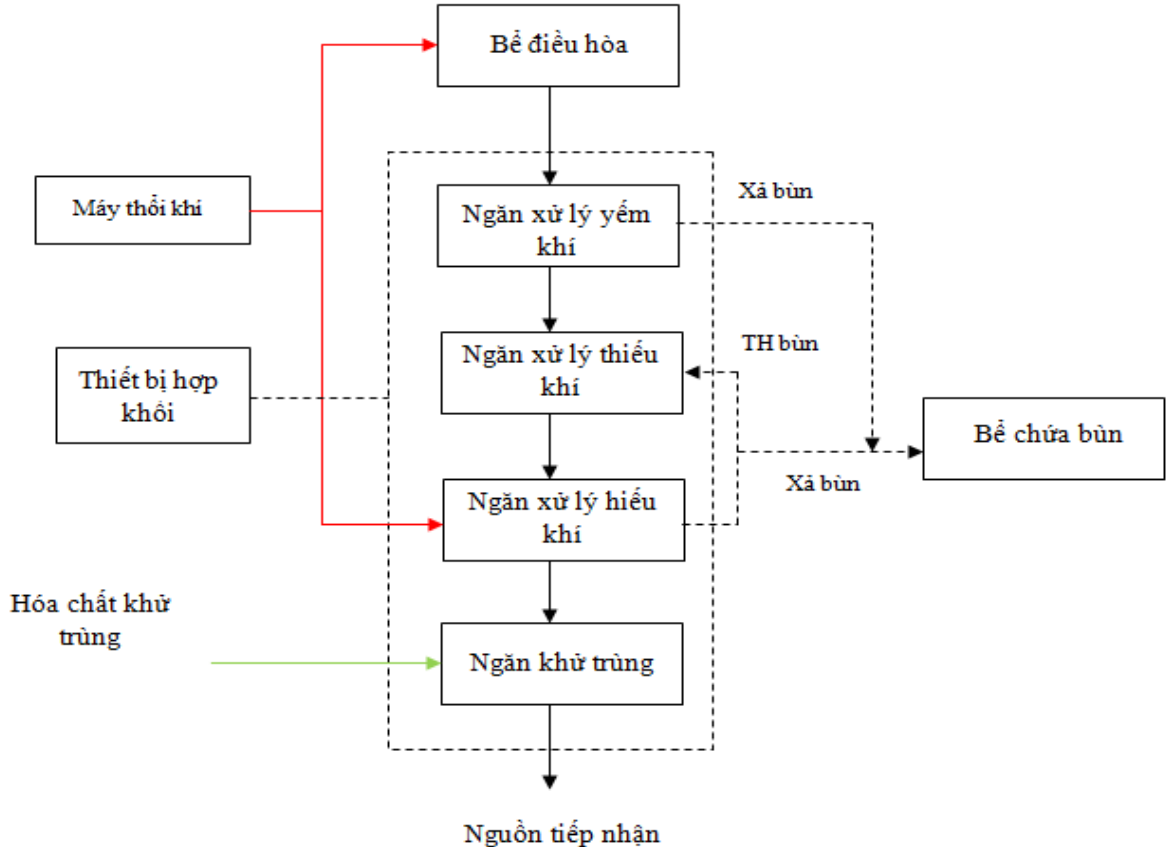 Bể điều hòa
Máy thổi khí
Ngăn xử lý yếm
khí
Xả bùn
Ngăn xử lý thiếu
khí
TH bùn
Thiết bị hợp
khối
Bể chứa bùn
Xả bùn
Ngăn xử lý hiếu
khí
Hóa chất khử
trùng
Ngăn khử trùng
Nguồn tiếp nhận